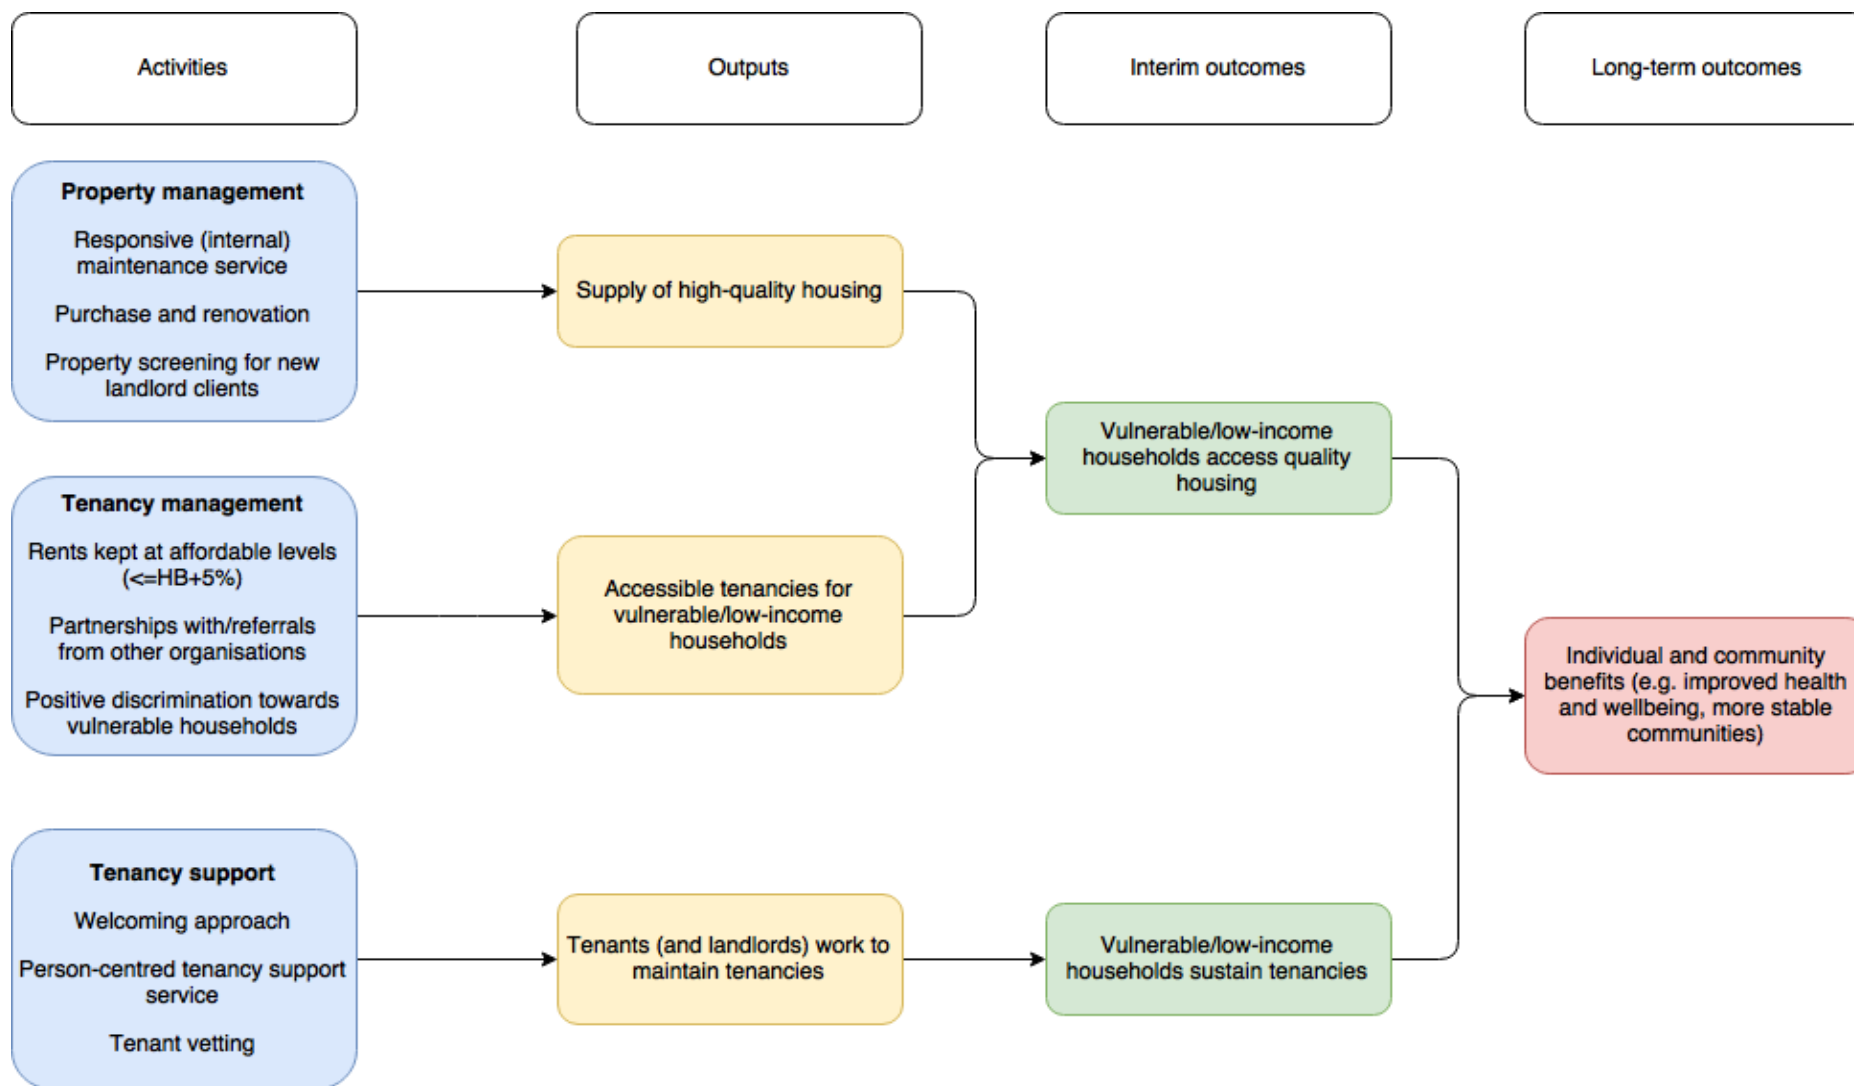 Activities
Outputs
Interim outcomes
Long-term outcomes
Property management
Responsive (internal)
maintenance service
Purchase and renovation
Property screening for new
landlord clients
Supply of high-quality housing
Vulnerable/low-income
households access quality
housing
Tenancy management
Rents kept at affordable levels
(<=HB+5%)
Partnerships with/referrals
from other organisations
Positive discrimination towards
vulnerable households
Accessible tenancies for
vulnerable/low-income
households
Individual and community
benefits (e.g. improved health
and wellbeing, more stable
communities)
Tenancy support
Welcoming approach
Person-centred tenancy support
service
Tenant vetting
Tenants (and landlords) work to
maintain tenancies
Vulnerable/low-income
households sustain tenancies